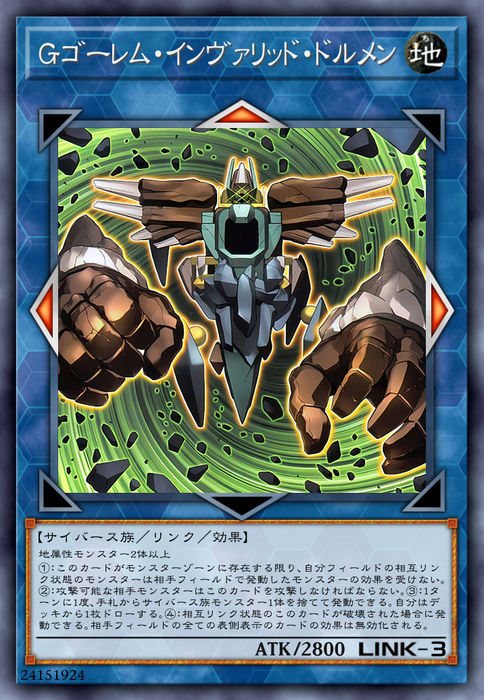 Gゴーレム・インヴァリッド・ドルメン
ち
地
【サイバース族／リンク／効果】
地属性モンスター2体以上
①：このカードがモンスターゾーンに存在する限り、自分フィールドの相互リン
ク状態のモンスターは相手フィールドで発動したモンスターの効果を受けない。
②：攻撃可能な相手モンスターはこのカードを攻撃しなければならない。③：1タ
ーンに1度、手札からサイバース族モンスター1体を捨てて発動できる。自分はデ
ッキから1枚ドローする。④：相互リンク状態のこのカードが破壊された場合に発
動できる。相手フィールドの全ての表側表示のカードの効果は無効化される。
ATK/2800 LINK-3
24151924